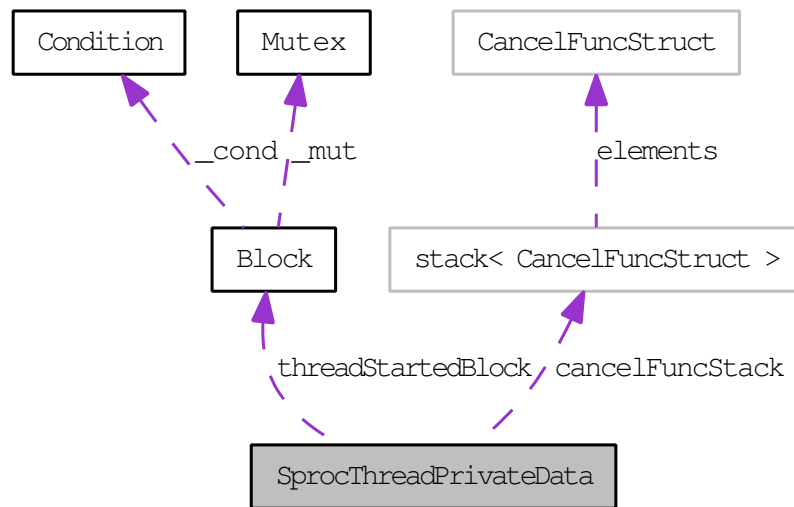 Condition
Mutex
CancelFuncStruct
_cond
_mut
elements
Block
stack< CancelFuncStruct >
threadStartedBlock
cancelFuncStack
SprocThreadPrivateData